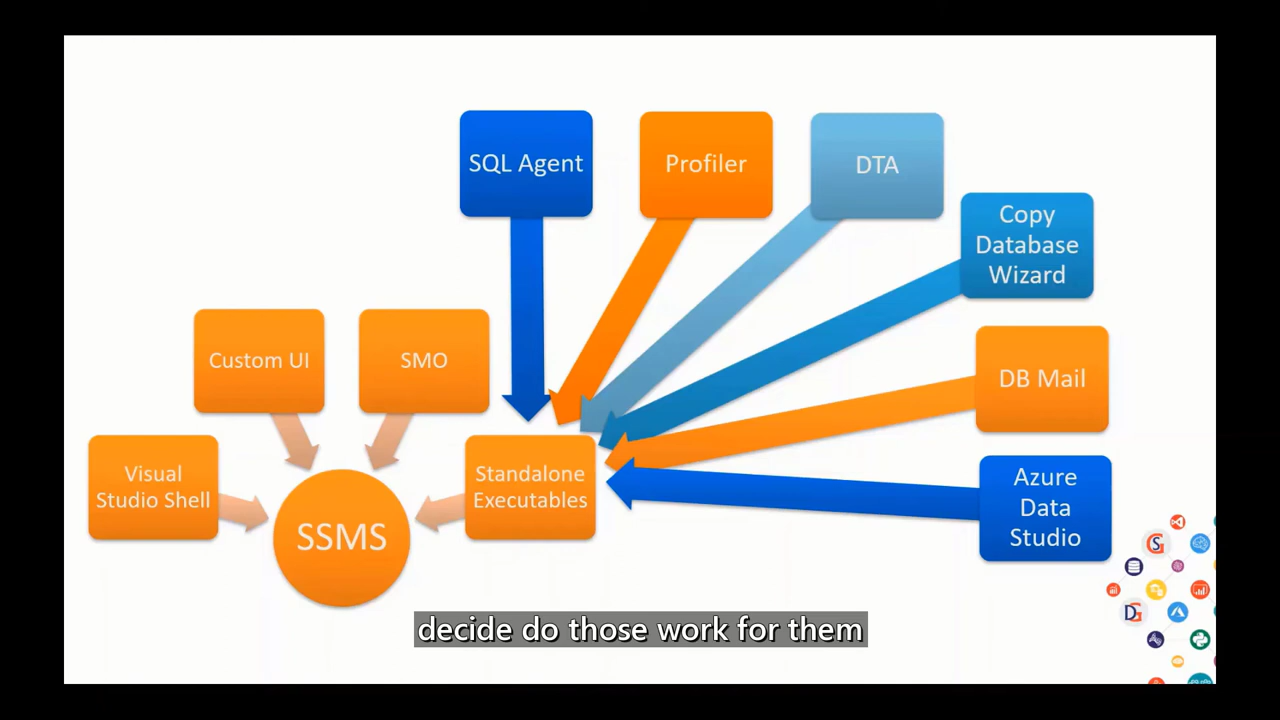 SQL Agent
Profiler
DTA
Copy
Database
Wizard
Custom UI
SMO
DB Mail
Visual
Studio Shell
Standalone
Executables
Azure
Data
Studio
SSMS
decide do those work for them